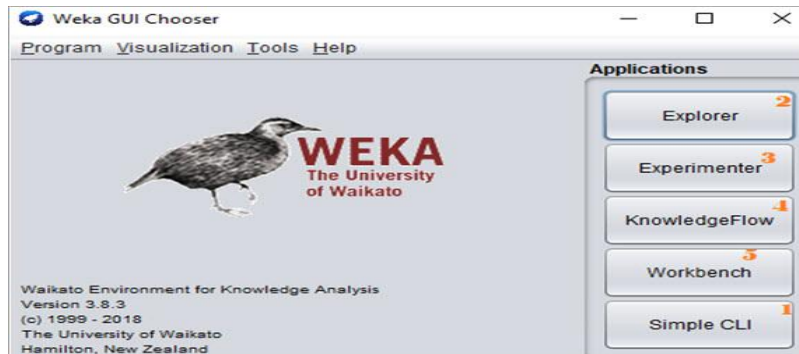 Weka GUI Chooser
Program Visualization Tools Help
Applications
Explorer 2
Experimenter 3
KnowledgeFlow 4
Workbench 5
Simple CLI 1
WEKA
The University
of Waikato
Waikato Environment for Knowledge Analysis
Version 3.8.3
(c) 1999 - 2018
The University of Waikato
Hamilton, New Zealand